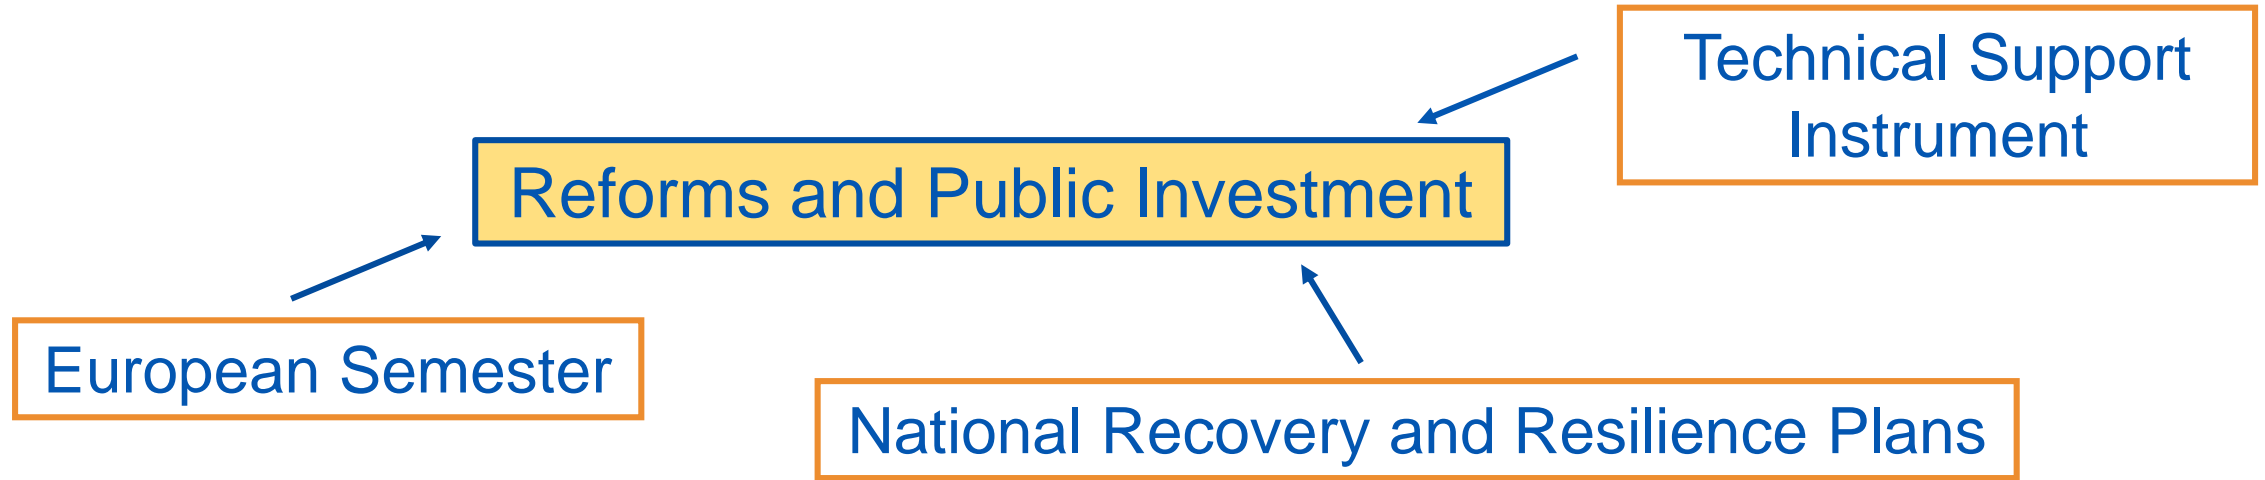 Technical Support
Instrument
Reforms and Public Investment
European Semester
National Recovery and Resilience Plans